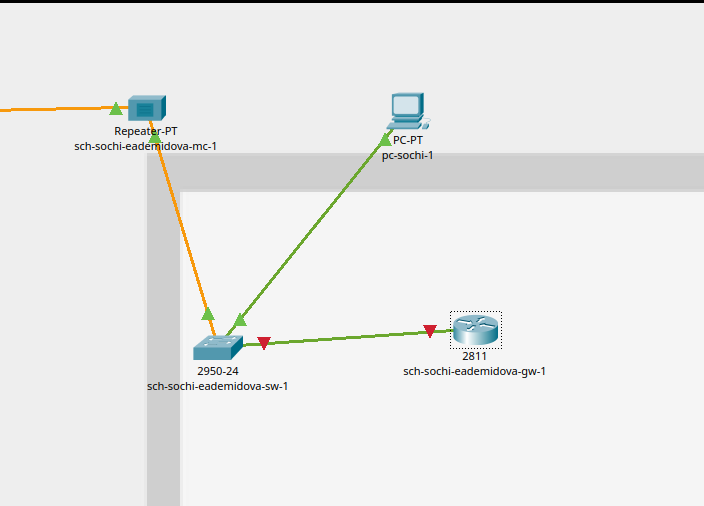 Repeater-PT
sch-sochi-eademidova-mc-1
PC-PT
pc-sochi-1
2950-24
sch-sochi-eademidova-sw-1
2811
sch-sochi-eademidova-gw-1